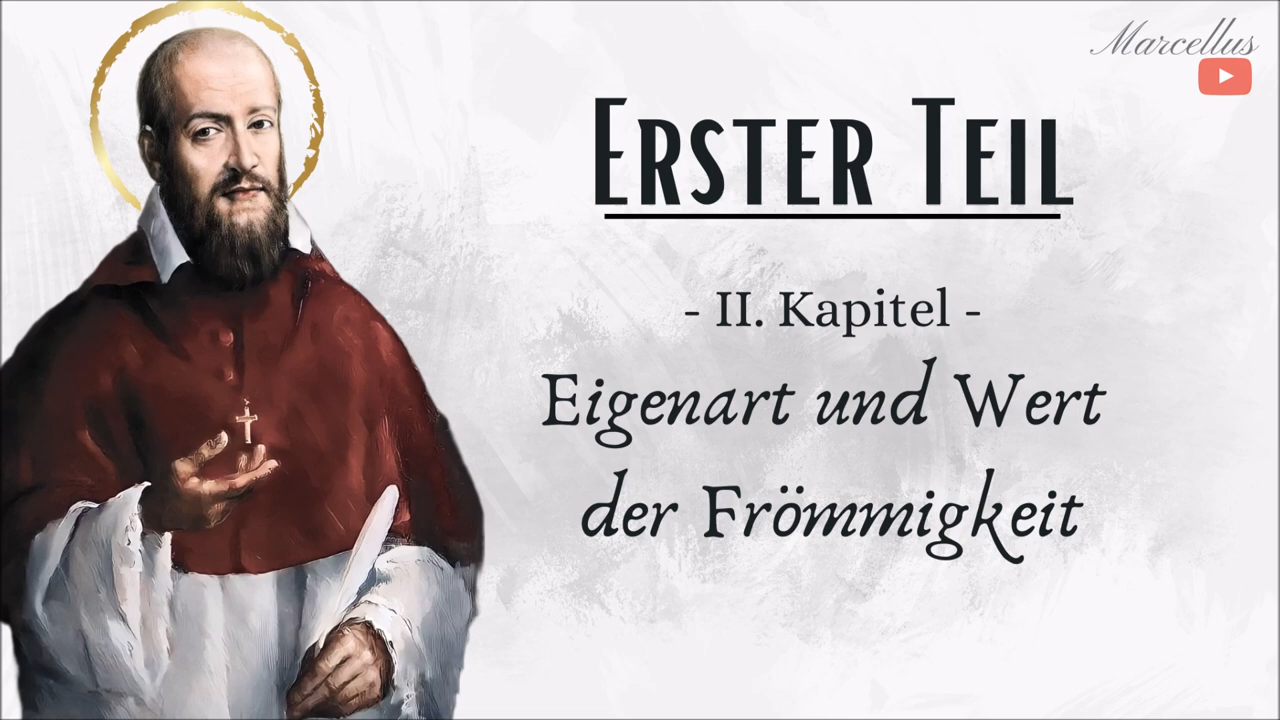 Marcellus
Erster Teil
- II. Kapitel -
Eigenart und Wert
der Frömmigkeit